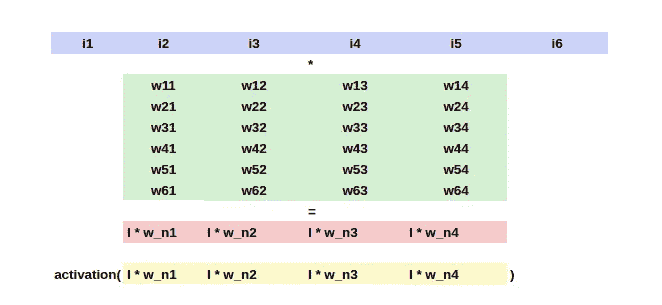 i1 i2 i3 i4 i5 i6
*
w11 w12 w13 w14
w21 w22 w23 w24
w31 w32 w33 w34
w41 w42 w43 w44
w51 w52 w53 w54
w61 w62 w63 w64
=
I * w_n1 I * w_n2 I * w_n3 I * w_n4
activation( I * w_n1 I * w_n2 I * w_n3 I * w_n4 )